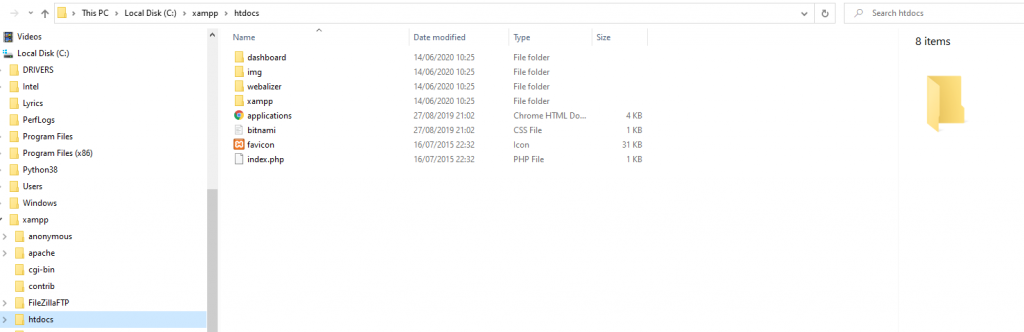 This PC > Local Disk (C:) > xampp > htdocs
Search htdocs
Videos
Local Disk (C:)
DRIVERS
Intel
Lyrics
PerfLogs
Program Files
Program Files (x86)
Python38
Users
Windows
xampp
anonymous
apache
cgi-bin
contrib
FileZillaFTP
htdocs
Name Date modified Type Size
dashboard 14/06/2020 10:25 File folder
img 14/06/2020 10:25 File folder
webalizer 14/06/2020 10:25 File folder
xampp 14/06/2020 10:25 File folder
applications 27/08/2019 21:02 Chrome HTML Do... 4 KB
bitnami 27/08/2019 21:02 CSS File 1 KB
favicon 16/07/2015 22:32 Icon 31 KB
index.php 16/07/2015 22:32 PHP File 1 KB
8 items